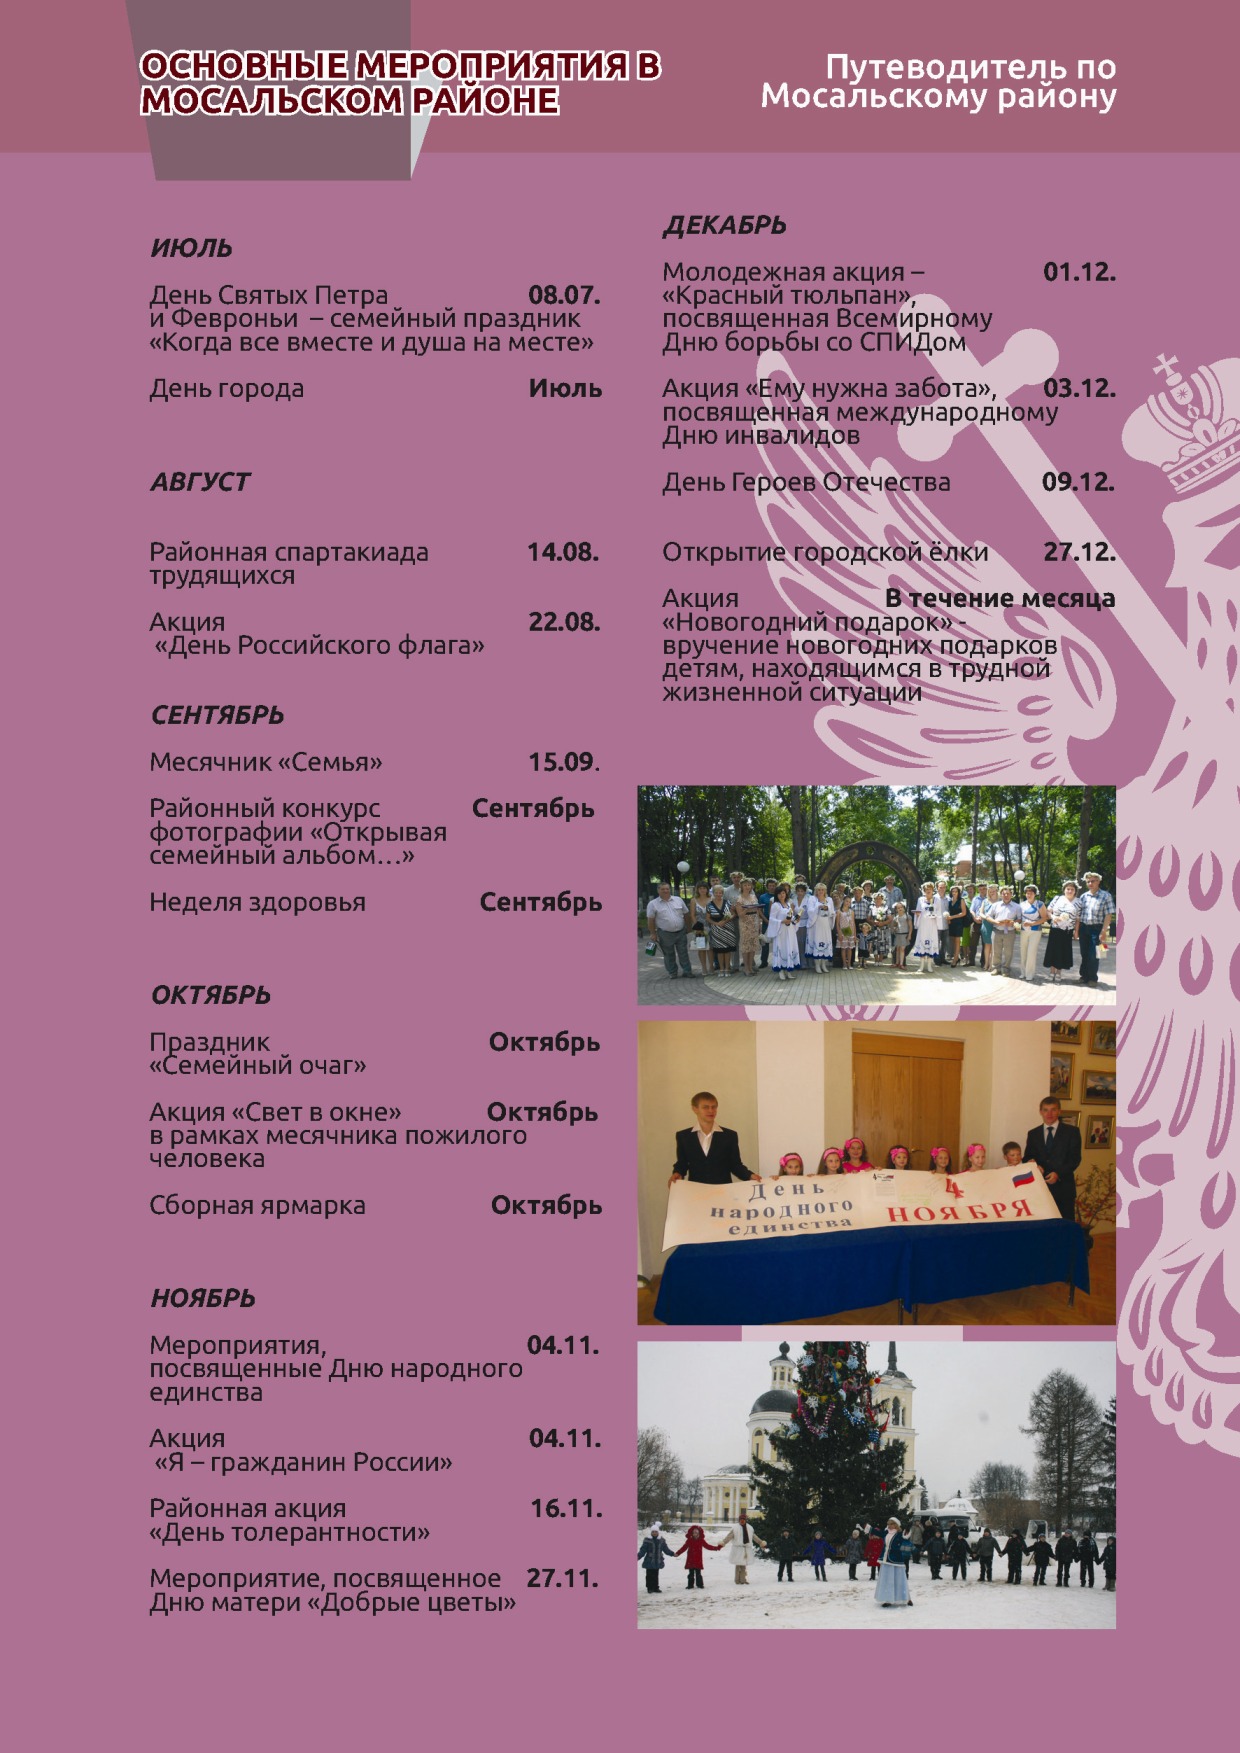 ОСНОВНЫЕ МЕРОПРИЯТИЯ В
МОСАЛЬСКОМ РАЙОНЕ
Путеводитель по
Мосальскому району
ИЮЛЬ
День Святых Петра 08.07.
и Февроньи – семейный праздник
«Когда все вместе и душа на месте»
День города Июль
АВГУСТ
Районная спартакиада 14.08.
трудящихся
Акция 22.08.
«День Российского флага»
СЕНТЯБРЬ
Месячник «Семья» 15.09.
Районный конкурс Сентябрь
фотографии «Открывая
семейный альбом…»
Неделя здоровья Сентябрь
ОКТЯБРЬ
Праздник Октябрь
«Семейный очаг»
Акция «Свет в окне» Октябрь
в рамках месячника пожилого
человека
Сборная ярмарка Октябрь
НОЯБРЬ
Мероприятия, 04.11.
посвященные Дню народного
единства
Акция 04.11.
«Я – гражданин России»
Районная акция 16.11.
«День толерантности»
Мероприятие, посвященное 27.11.
Дню матери «Добрые цветы»
ДЕКАБРЬ
Молодежная акция – 01.12.
«Красный тюльпан»,
посвященная Всемирному
Дню борьбы со СПИДом
Акция «Ему нужна забота», 03.12.
посвященная международному
Дню инвалидов
День Героев Отечества 09.12.
Открытие городской ёлки 27.12.
Акция В течение месяца
«Новогодний подарок» -
вручение новогодних подарков
детям, находящимся в трудной
жизненной ситуации
День
народного
единства
4
НОЯБРЯ